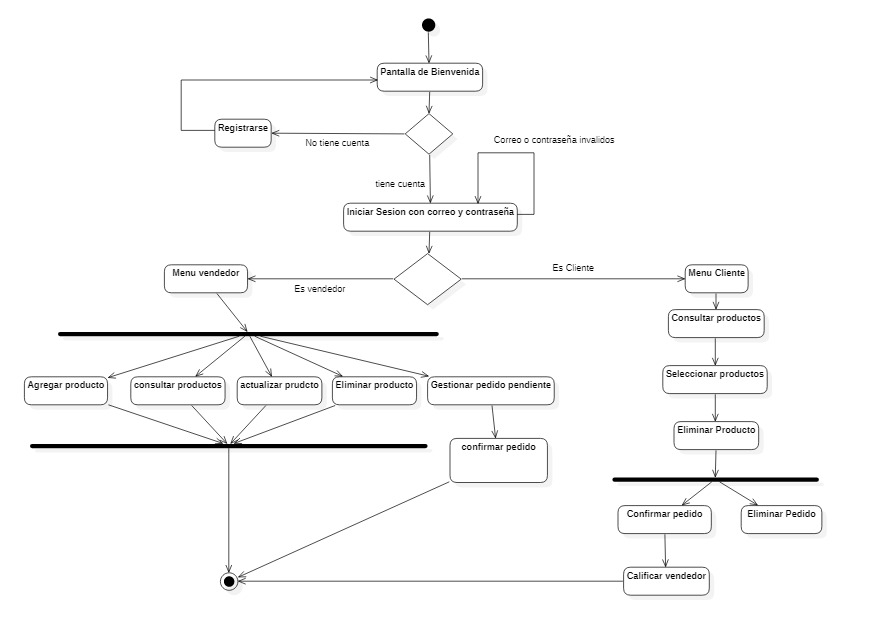 Pantalla de Bienvenida
Registrarse
No tiene cuenta
Correo o contraseña invalidos
tiene cuenta
Iniciar Sesion con correo y contraseña
Menu vendedor
Es vendedor
Es Cliente
Menu Cliente
Consultar productos
Agregar producto
consultar productos
actualizar prudcto
Eliminar producto
Gestionar pedido pendiente
Seleccionar productos
Eliminar Producto
confirmar pedido
Confirmar pedido
Eliminar Pedido
Calificar vendedor